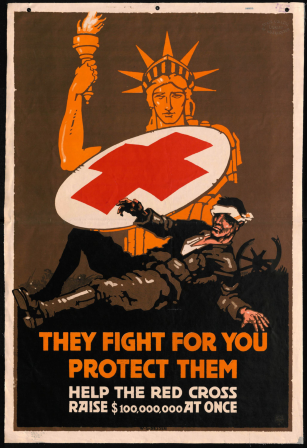 THEY FIGHT FOR YOU
PROTECT THEM
HELP THE RED CROSS
RAISE $100,000,000 AT ONCE